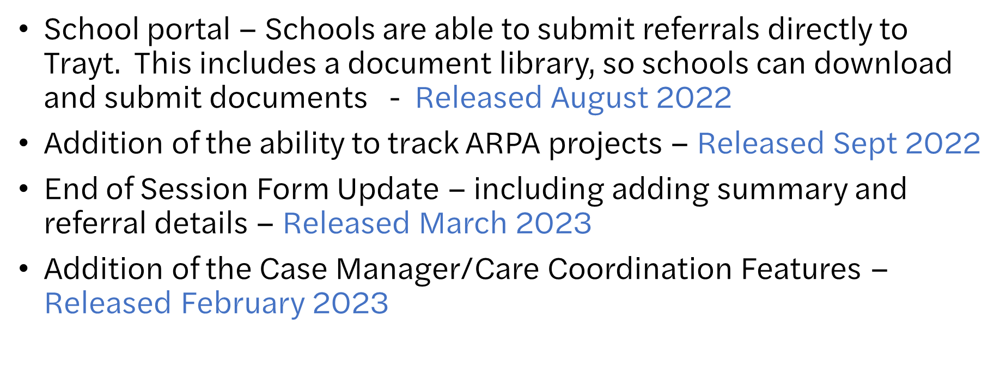 • School portal – Schools are able to submit referrals directly to
Trayt.  This includes a document library, so schools can download
and submit documents   -  Released August 2022
• Addition of the ability to track ARPA projects – Released Sept 2022
• End of Session Form Update – including adding summary and
referral details – Released March 2023
• Addition of the Case Manager/Care Coordination Features –
Released February 2023